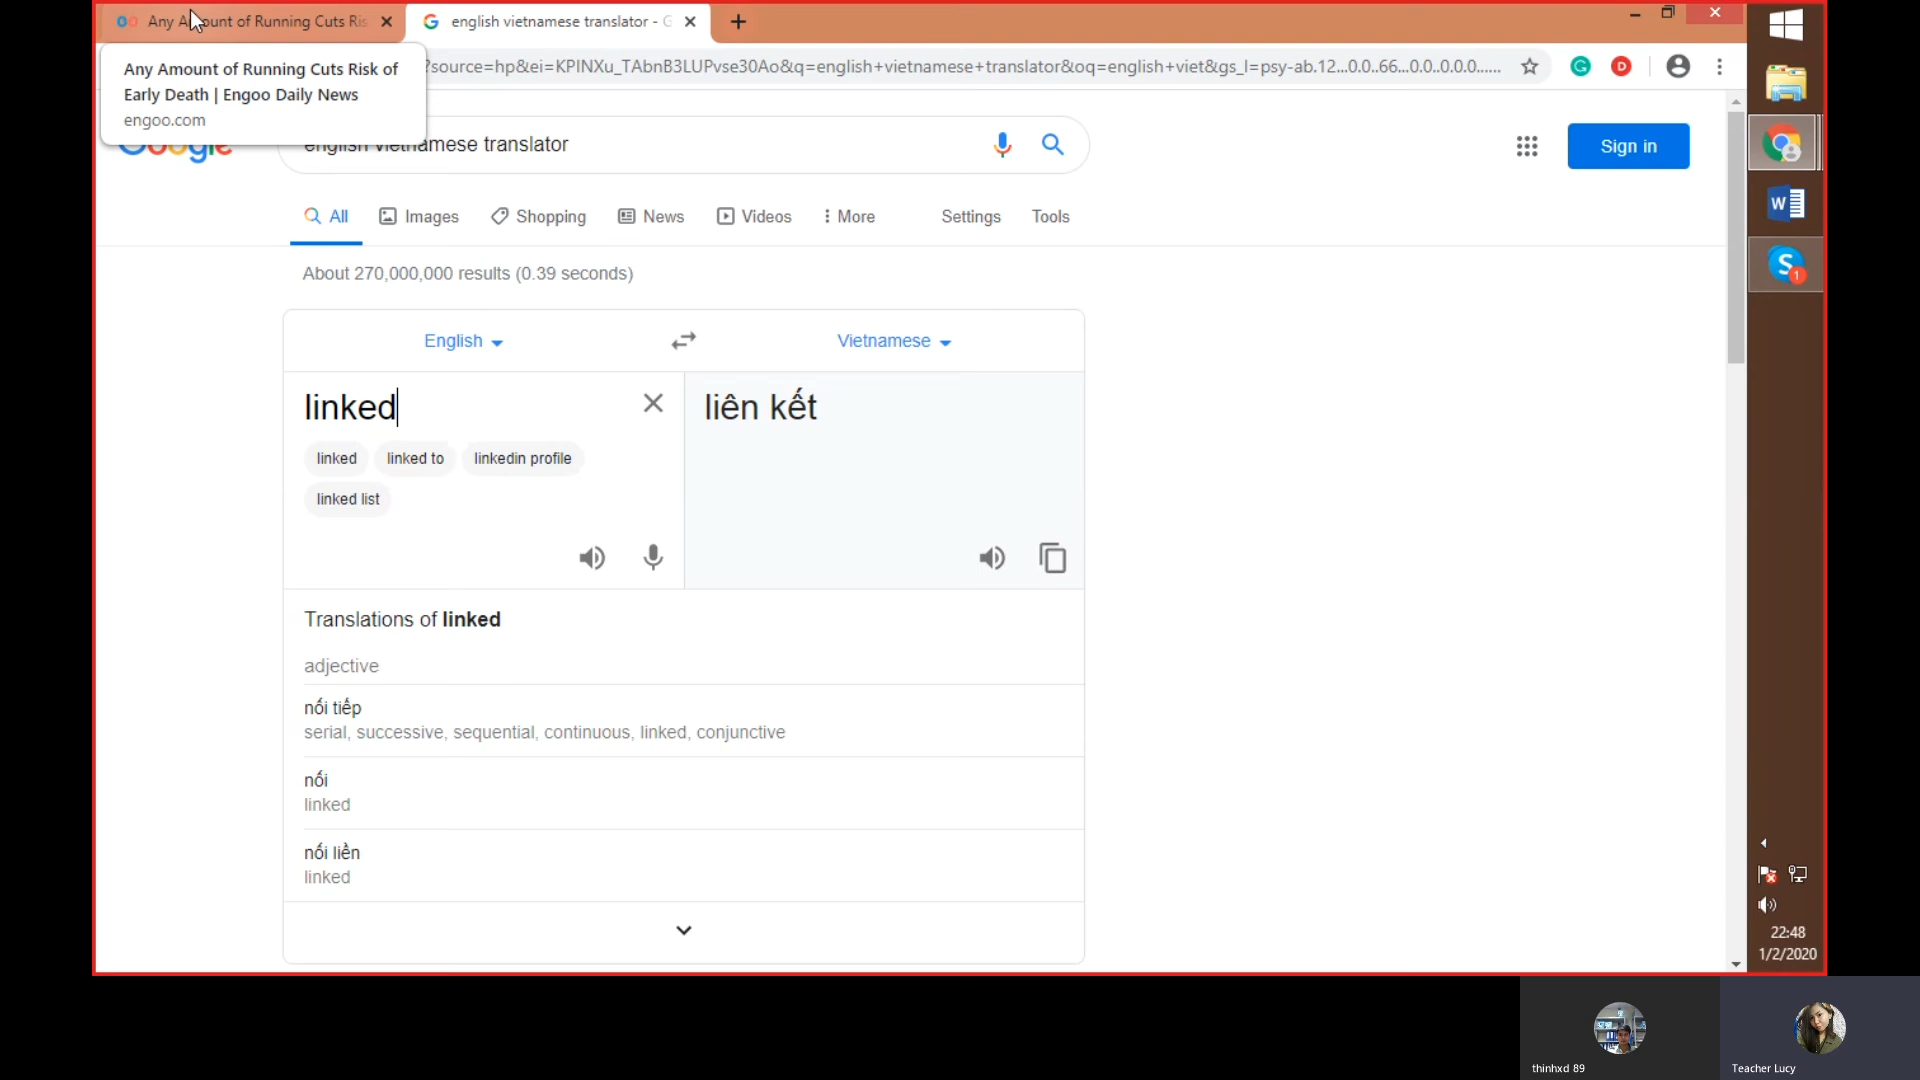 Any Amount of Running Cuts Ris
english vietnamese translator - G
Any Amount of Running Cuts Risk of
Early Death | Engoo Daily News
engoo.com
?source=hp&ei=KPINXu_TAbnB3LUPvse30Ao&q=english+vietnamese+translator&oq=english+viet&gs_l=psy-ab.12...0.0..66...0.0..0.0.0......
Google
english vietnamese translator
Sign in
All
Images
Shopping
News
Videos
More
Settings
Tools
About 270,000,000 results (0.39 seconds)
English
Vietnamese
linked
liên kết
linked
linked to
linkedin profile
linked list
Translations of linked
adjective
nối tiếp
serial, successive, sequential, continuous, linked, conjunctive
nối
linked
nối liền
linked
22:48
1/2/2020
thinhxd 89
Teacher Lucy